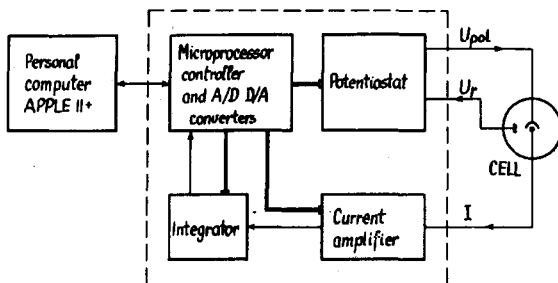 Personal
computer
APPLE II+
Microprocessor
controller
and A/D D/A
converters
Potentiostat
Upol
Ur
CELL
Integrator
Current
amplifier
I